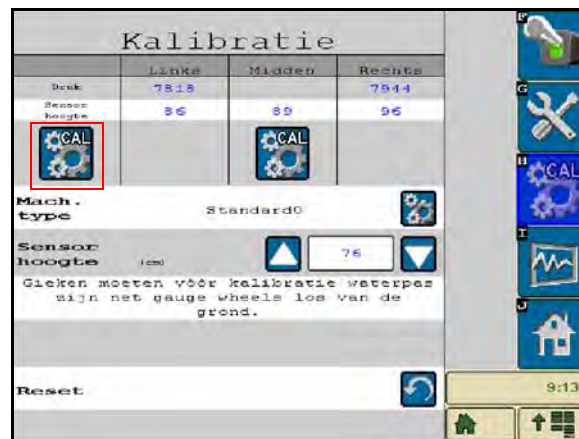 Kalibratie
Links Midden Rechts
Druk 7818 7944
Sensor hoogte 86 89 96
CAL CAL
Mach. type Standard0
Sensor hoogte (cm) 76
Gieken moeten vóór kalibratie waterpas
zijn net gauge wheels los van de
grond.
Reset
F
G
H CAL
I
J
9:13